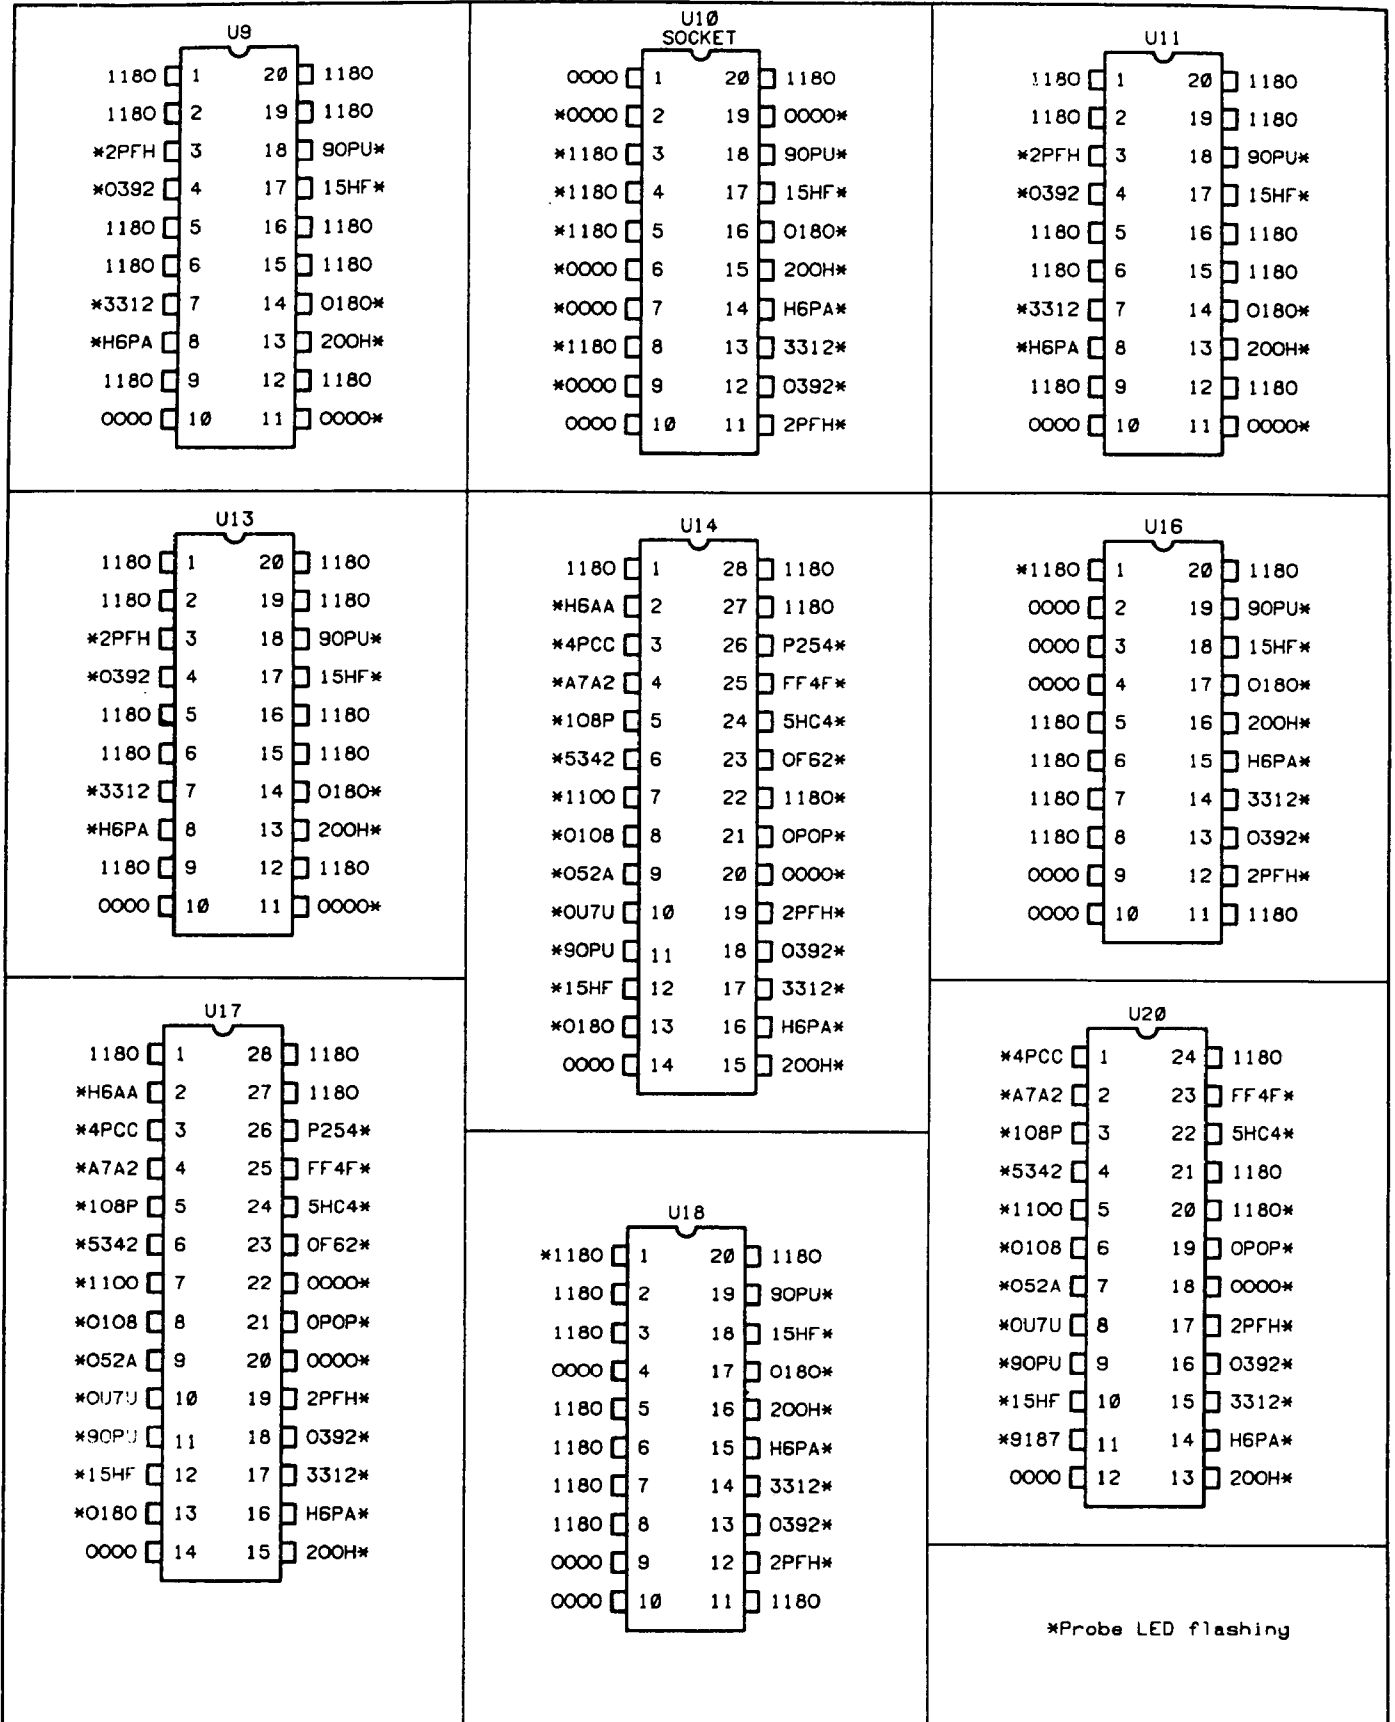 U9
1180 1 20 1180
1180 2 19 1180
*2PFH 3 18 90PU*
*0392 4 17 15HF*
1180 5 16 1180
1180 6 15 1180
*3312 7 14 0180*
*H6PA 8 13 200H*
1180 9 12 1180
0000 10 11 0000*
U10
SOCKET
0000 1 20 1180
*0000 2 19 0000*
*1180 3 18 90PU*
*1180 4 17 15HF*
*1180 5 16 0180*
*0000 6 15 200H*
*0000 7 14 H6PA*
*1180 8 13 3312*
*0000 9 12 0392*
0000 10 11 2PFH*
U11
1180 1 20 1180
1180 2 19 1180
*2PFH 3 18 90PU*
*0392 4 17 15HF*
1180 5 16 1180
1180 6 15 1180
*3312 7 14 0180*
*H6PA 8 13 200H*
1180 9 12 1180
0000 10 11 0000*
U13
1180 1 20 1180
1180 2 19 1180
*2PFH 3 18 90PU*
*0392 4 17 15HF*
1180 5 16 1180
1180 6 15 1180
*3312 7 14 0180*
*H6PA 8 13 200H*
1180 9 12 1180
0000 10 11 0000*
U14
1180 1 28 1180
*H6AA 2 27 1180
*4PCC 3 26 P254*
*A7A2 4 25 FF4F*
*108P 5 24 5HC4*
*5342 6 23 0F62*
*1100 7 22 1180*
*0108 8 21 0P0P*
*052A 9 20 0000*
*0U7U 10 19 2PFH*
*90PU 11 18 0392*
*15HF 12 17 3312*
*0180 13 16 H6PA*
0000 14 15 200H*
U16
*1180 1 20 1180
0000 2 19 90PU*
0000 3 18 15HF*
0000 4 17 0180*
1180 5 16 200H*
1180 6 15 H6PA*
1180 7 14 3312*
1180 8 13 0392*
0000 9 12 2PFH*
0000 10 11 1180
U17
1180 1 28 1180
*H6AA 2 27 1180
*4PCC 3 26 P254*
*A7A2 4 25 FF4F*
*108P 5 24 5HC4*
*5342 6 23 0F62*
*1100 7 22 0000*
*0108 8 21 0P0P*
*052A 9 20 0000*
*0U7U 10 19 2PFH*
*90PU 11 18 0392*
*15HF 12 17 3312*
*0180 13 16 H6PA*
0000 14 15 200H*
U18
*1180 1 20 1180
1180 2 19 90PU*
1180 3 18 15HF*
0000 4 17 0180*
1180 5 16 200H*
1180 6 15 H6PA*
1180 7 14 3312*
1180 8 13 0392*
0000 9 12 2PFH*
0000 10 11 1180
U20
*4PCC 1 24 1180
*A7A2 2 23 FF4F*
*108P 3 22 5HC4*
*5342 4 21 1180
*1100 5 20 1180*
*0108 6 19 0P0P*
*052A 7 18 0000*
*0U7U 8 17 2PFH*
*90PU 9 16 0392*
*15HF 10 15 3312*
*9187 11 14 H6PA*
0000 12 13 200H*
*Probe LED flashing